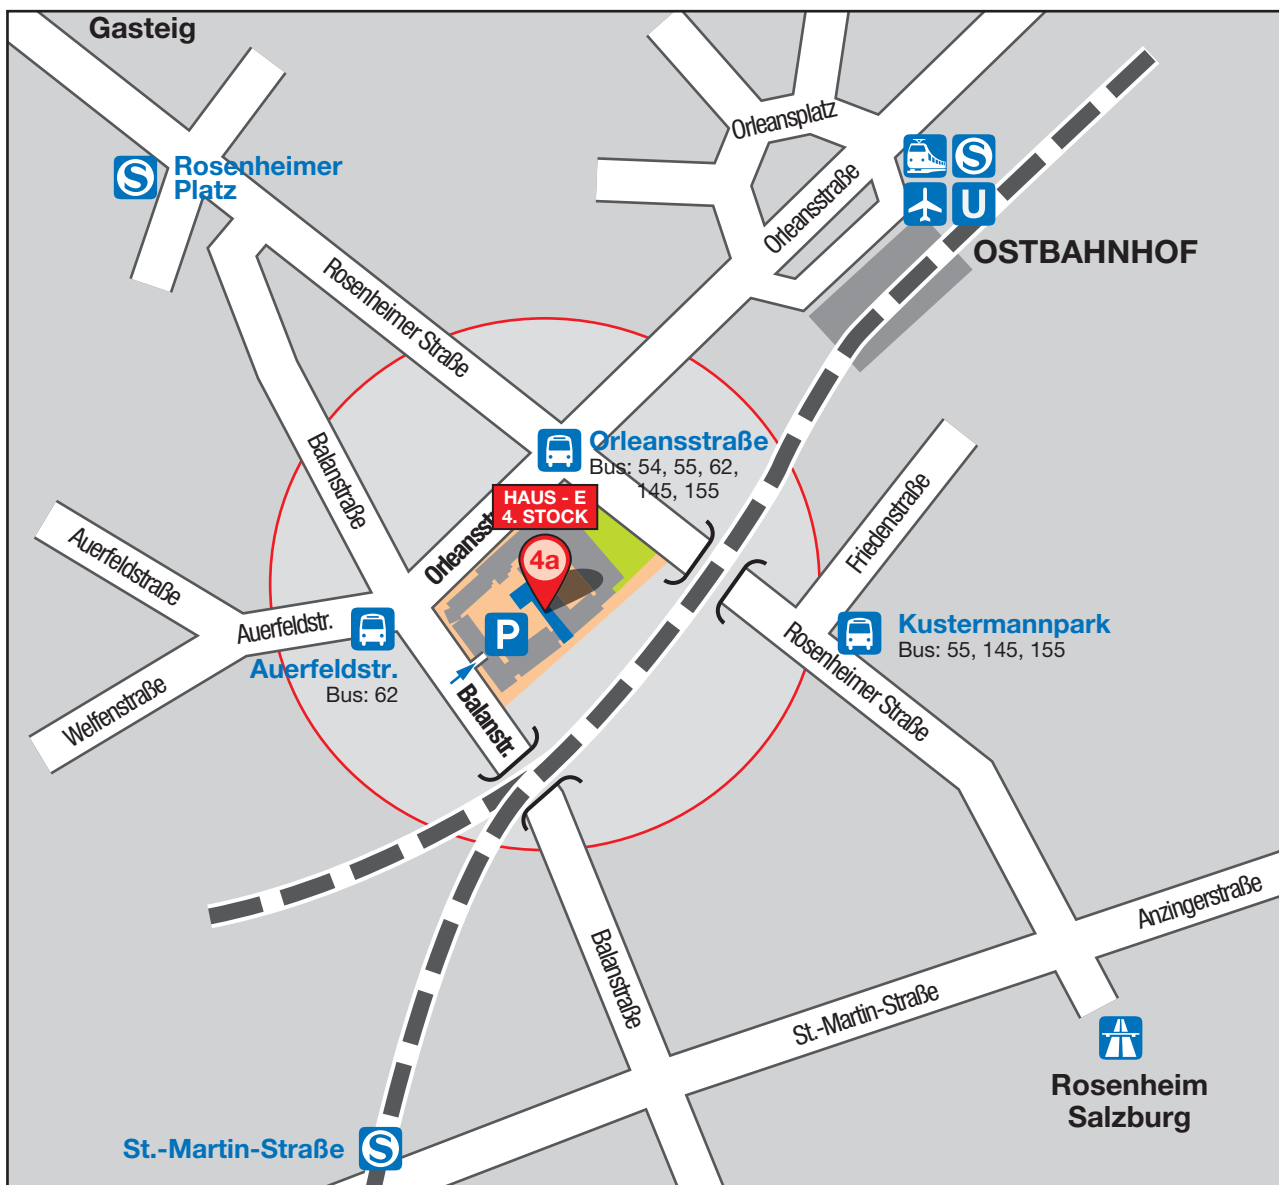 Gasteig
Orleansplatz
S
Rosenheimer
Platz
S
U
Orleansstraße
OSTBAHNHOF
Rosenheimer Straße
Balanstraße
Orleansstraße
Bus: 54, 55, 62,
145, 155
HAUS - E
4. STOCK
Orleansst
4a
Friedenstraße
Auerfeldstraße
Auerfeldstr.
P
Kustermannpark
Bus: 55, 145, 155
Auerfeldstr.
Bus: 62
Welfenstraße
Balanstr.
Rosenheimer Straße
Anzingerstraße
Balanstraße
St.-Martin-Straße
Rosenheim
Salzburg
St.-Martin-Straße
S